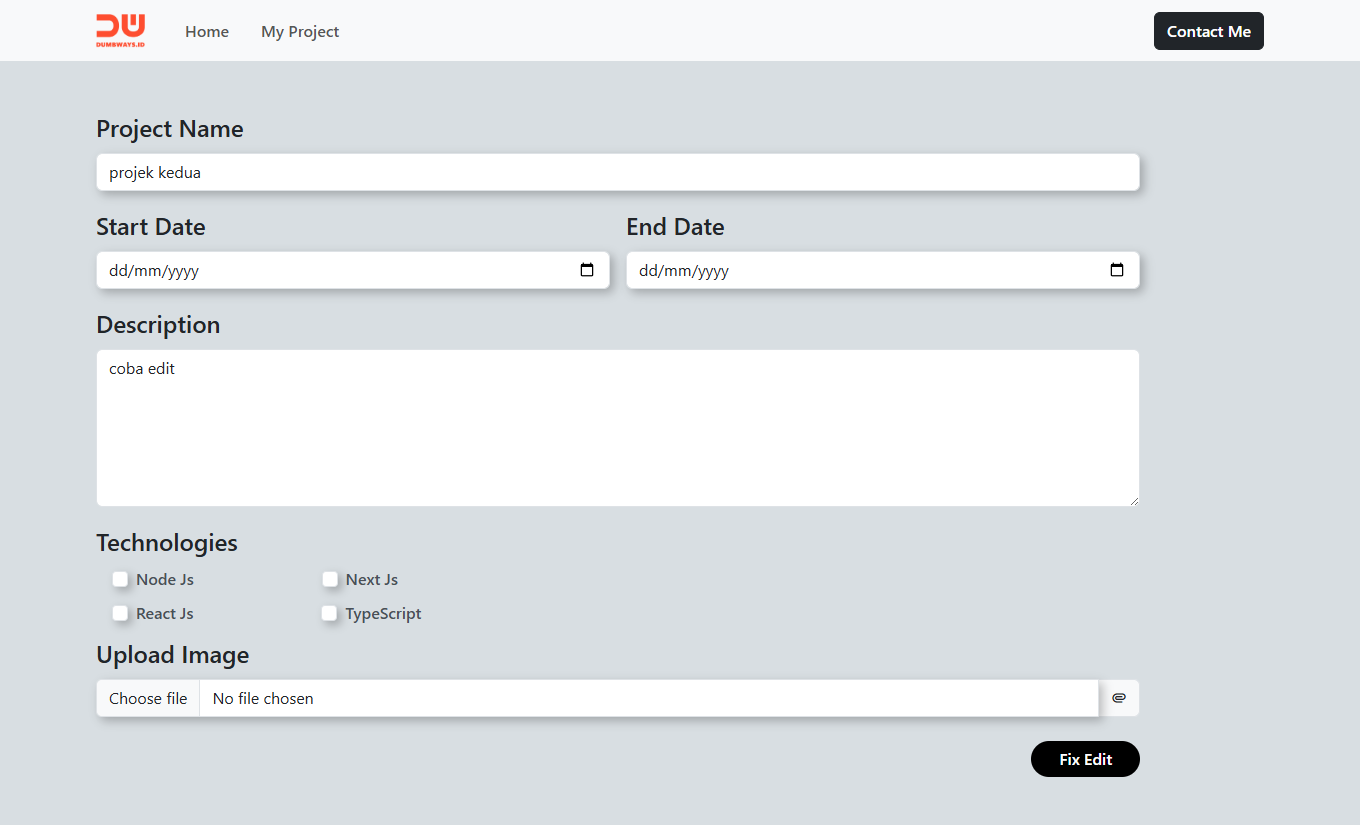 DW
DUMBWAYS.ID
Home My Project Contact Me
Project Name
projek kedua
Start Date End Date
dd/mm/yyyy dd/mm/yyyy
Description
coba edit
Technologies
Node Js Next Js
React Js TypeScript
Upload Image
Choose file No file chosen
Fix Edit